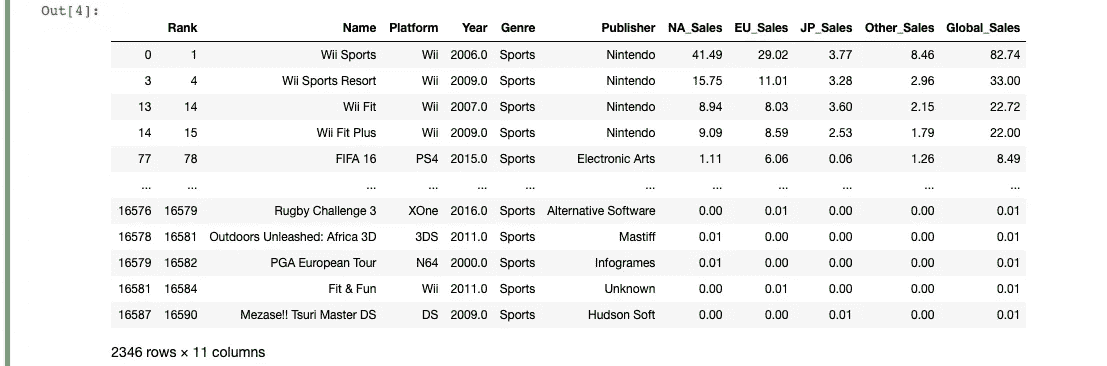 Out[4]:
Rank Name Platform Year Genre Publisher NA_Sales EU_Sales JP_Sales Other_Sales Global_Sales
0 1 Wii Sports Wii 2006.0 Sports Nintendo 41.49 29.02 3.77 8.46 82.74
3 4 Wii Sports Resort Wii 2009.0 Sports Nintendo 15.75 11.01 3.28 2.96 33.00
13 14 Wii Fit Wii 2007.0 Sports Nintendo 8.94 8.03 3.60 2.15 22.72
14 15 Wii Fit Plus Wii 2009.0 Sports Nintendo 9.09 8.59 2.53 1.79 22.00
77 78 FIFA 16 PS4 2015.0 Sports Electronic Arts 1.11 6.06 0.06 1.26 8.49
... ... ... ... ... ... ... ... ... ... ... ...
16576 16579 Rugby Challenge 3 XOne 2016.0 Sports Alternative Software 0.00 0.01 0.00 0.00 0.01
16578 16581 Outdoors Unleashed: Africa 3D 3DS 2011.0 Sports Mastiff 0.01 0.00 0.00 0.00 0.01
16579 16582 PGA European Tour N64 2000.0 Sports Infogrames 0.01 0.00 0.00 0.00 0.01
16581 16584 Fit & Fun Wii 2011.0 Sports Unknown 0.00 0.01 0.00 0.00 0.01
16587 16590 Mezase!! Tsuri Master DS DS 2009.0 Sports Hudson Soft 0.00 0.00 0.01 0.00 0.01
2346 rows × 11 columns